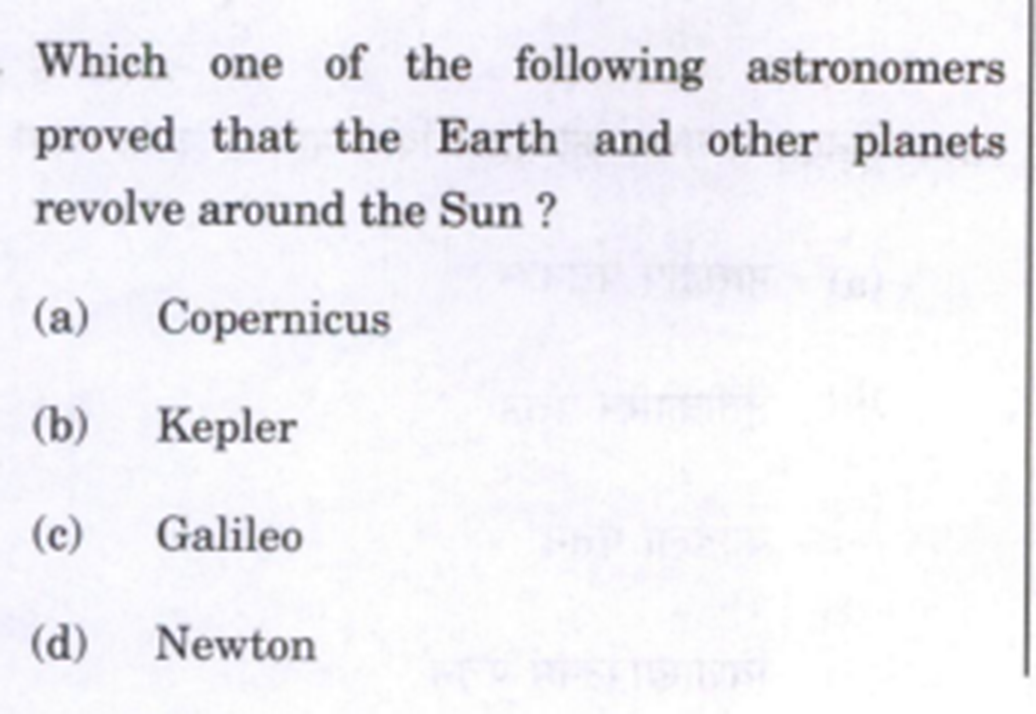 Which one of the following astronomers
proved that the Earth and other planets
revolve around the Sun ?
(a) Copernicus
(b) Kepler
(c) Galileo
(d) Newton